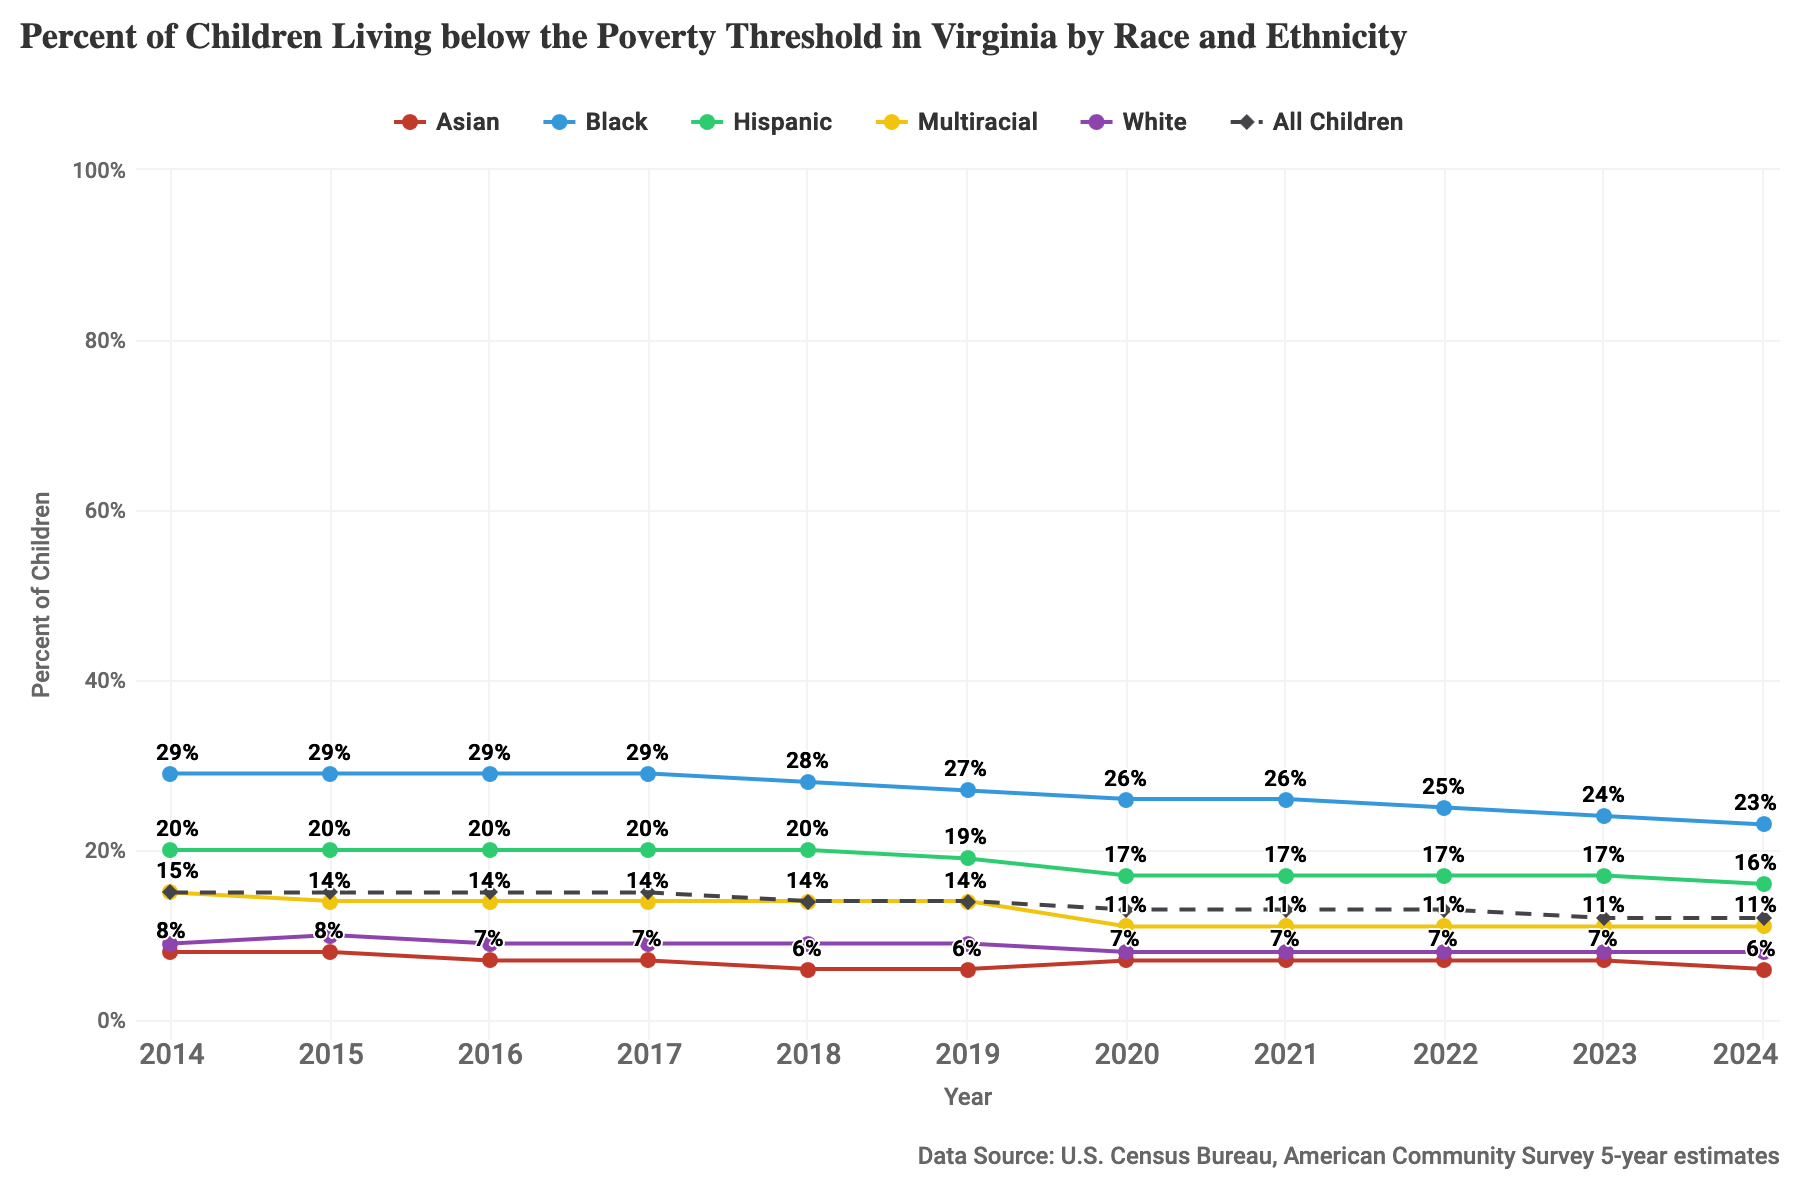 Percent of Children Living below the Poverty Threshold in Virginia by Race and Ethnicity
Asian Black Hispanic Multiracial White All Children
100%
80%
60%
40%
20%
0%
Percent of Children
29% 29% 29% 29% 28% 27% 26% 26% 25% 24% 23%
20% 20% 20% 20% 20% 19% 17% 17% 17% 17% 16%
15% 14% 14% 14% 14% 14% 11% 11% 11% 11% 11%
8% 8% 7% 7% 6% 6% 7% 7% 7% 7% 6%
2014 2015 2016 2017 2018 2019 2020 2021 2022 2023 2024
Year
Data Source: U.S. Census Bureau, American Community Survey 5-year estimates